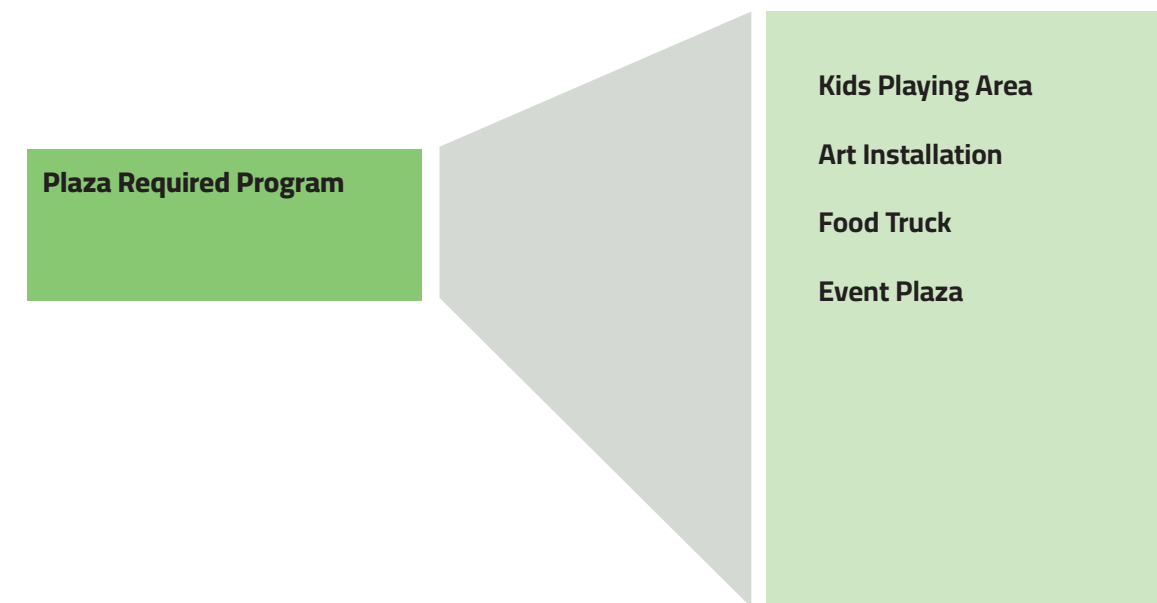 Plaza Required Program
Kids Playing Area
Art Installation
Food Truck
Event Plaza